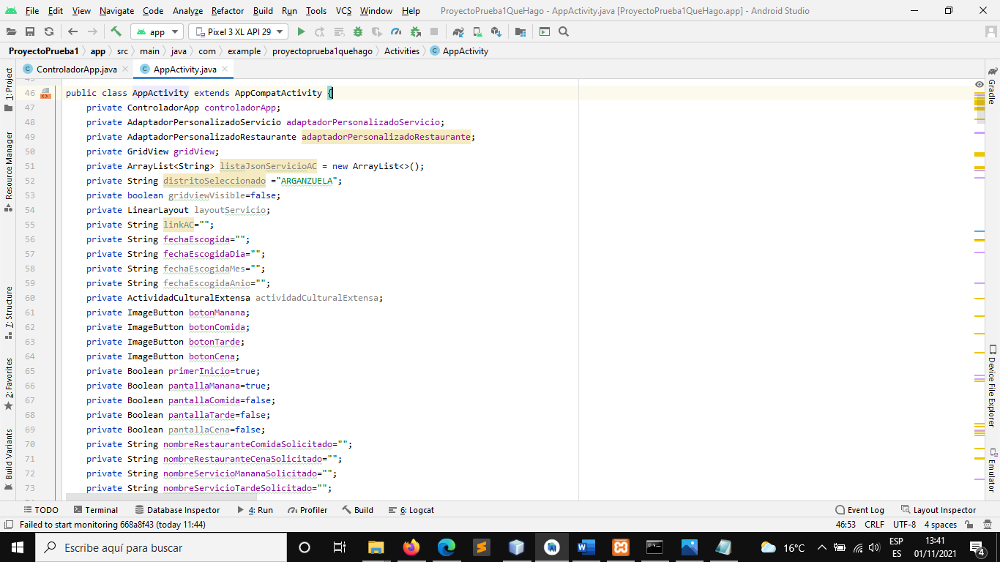 File Edit View Navigate Code Analyze Refactor Build Run Tools VCS Window Help ProyectoPrueba1QueHago - AppActivity.java [ProyectoPrueba1QueHago.app] - Android Studio
app Pixel 3 XL API 29
ProyectoPrueba1 app src main java com example proyectoprueba1quehago Activities AppActivity
ControladorApp.java AppActivity.java
1: Project
Resource Manager
7: Structure
2: Favorites
Build Variants
46 public class AppActivity extends AppCompatActivity {
47 private ControladorApp controladorApp;
48 private AdaptadorPersonalizadoServicio adaptadorPersonalizadoServicio;
49 private AdaptadorPersonalizadoRestaurante adaptadorPersonalizadoRestaurante;
50 private GridView gridView;
51 private ArrayList<String> listaJsonServicioAC = new ArrayList<>();
52 private String distritoSeleccionado ="ARGANZUELA";
53 private boolean gridviewVisible=false;
54 private LinearLayout layoutServicio;
55 private String linkAC="";
56 private String fechaEscogida="";
57 private String fechaEscogidaDia="";
58 private String fechaEscogidaMes="";
59 private String fechaEscogidaAnio="";
60 private ActividadCulturalExtensa actividadCulturalExtensa;
61 private ImageButton botonManana;
62 private ImageButton botonComida;
63 private ImageButton botonTarde;
64 private ImageButton botonCena;
65 private Boolean primerInicio=true;
66 private Boolean pantallaManana=true;
67 private Boolean pantallaComida=false;
68 private Boolean pantallaTarde=false;
69 private Boolean pantallaCena=false;
70 private String nombreRestauranteComidaSolicitado="";
71 private String nombreRestauranteCenaSolicitado="";
72 private String nombreServicioMananaSolicitado="";
73 private String nombreServicioTardeSolicitado="";
Gradle
Device File Explorer
Emulator
TODO Terminal Database Inspector 4: Run Profiler Build 6: Logcat Event Log Layout Inspector
Failed to start monitoring 668a8f43 (today 11:44) 46:53 CRLF UTF-8 4 spaces
Escribe aquí para buscar 16°C ESP ES 13:41 01/11/2021 4